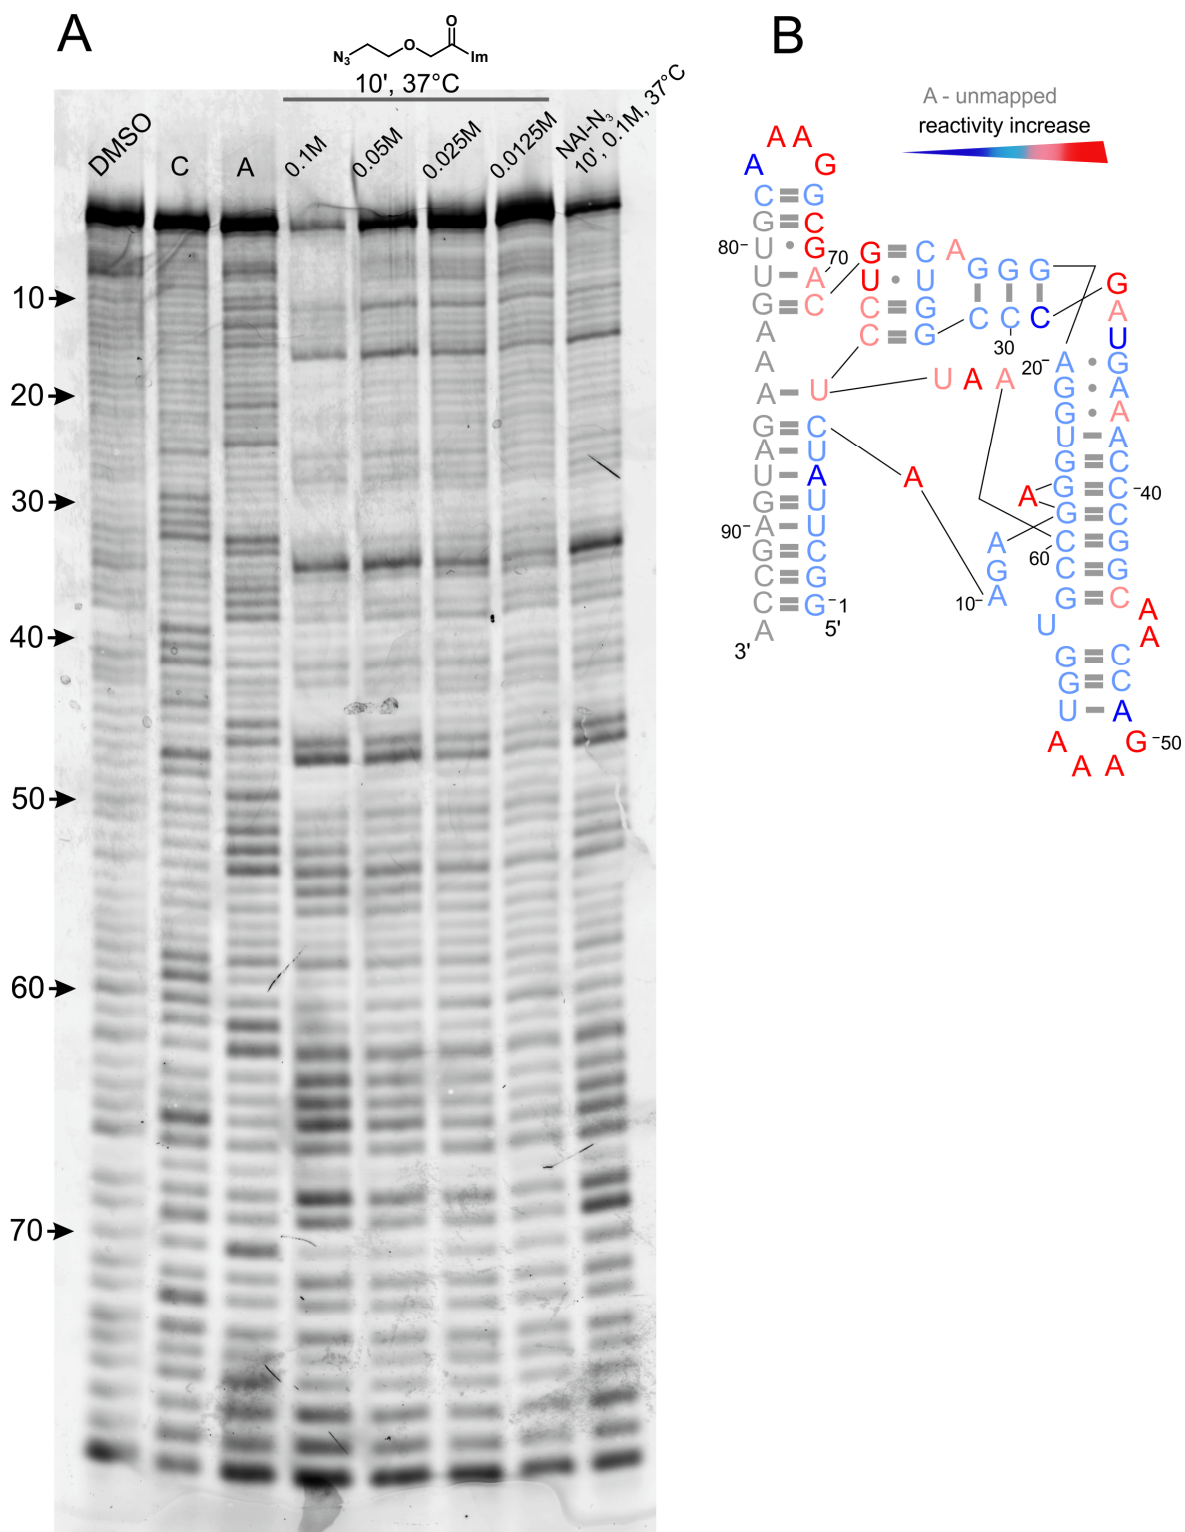 A
B
O
N₃ O Im
10', 37°C
DMSO
C
A
0.1M
0.05M
0.025M
0.0125M
NAI-N₃
10', 0.1M, 37°C
10
20
30
40
50
60
70
A - unmapped
reactivity increase
A A
A G
C G
G C
80 U G 70
U A
G C
A
A
A U
G C
A U
U A
G U
90 A U
G C
C G
C G 1
A 5'
3'
G C A G G G
U U
C G C C C
C G 30
U A A
A
A
G
10 A
G
A
U
20 A G
G A
G A
U A
G C
A G C 40
G C
60 C G
C G
G C A
U A
G C
G C
U A
A G 50
A A